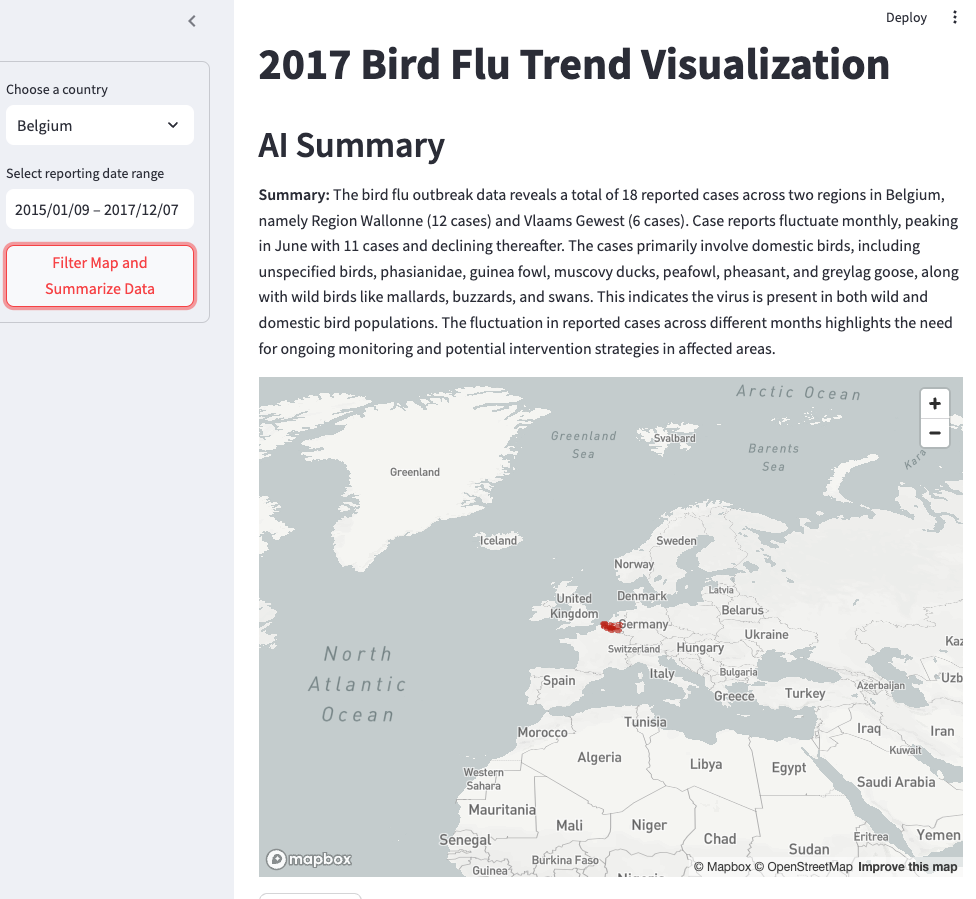 Deploy
Choose a country
Belgium
Select reporting date range
2015/01/09 – 2017/12/07
Filter Map and
Summarize Data
2017 Bird Flu Trend Visualization
AI Summary
Summary: The bird flu outbreak data reveals a total of 18 reported cases across two regions in Belgium,
namely Region Wallonne (12 cases) and Vlaams Gewest (6 cases). Case reports fluctuate monthly, peaking
in June with 11 cases and declining thereafter. The cases primarily involve domestic birds, including
unspecified birds, phasianidae, guinea fowl, muscovy ducks, peafowl, pheasant, and greylag goose, along
with wild birds like mallards, buzzards, and swans. This indicates the virus is present in both wild and
domestic bird populations. The fluctuation in reported cases across different months highlights the need
for ongoing monitoring and potential intervention strategies in affected areas.
Arctic Ocean
+
−
Greenland
Sea
Svalbard
Barents
Sea
Kara
Greenland
Iceland
Sweden
Norway
United
Kingdom
Denmark
Latvia
Belarus
Germany
Ukraine
Kaz
Switzerland
Hungary
North
Atlantic
Ocean
Spain
Italy
Bulgaria
Greece
Turkey
Azerbaijan
Uzb
Tunisia
Morocco
Iraq
Iran
Algeria
Libya
Egypt
Kuwait
Western
Sahara
Saudi Arabia
Mauritania
Mali
Niger
Chad
Sudan
Eritrea
Yemen
Senegal
Burkina Faso
Guinea
Nigeria
mapbox
© Mapbox © OpenStreetMap Improve this map